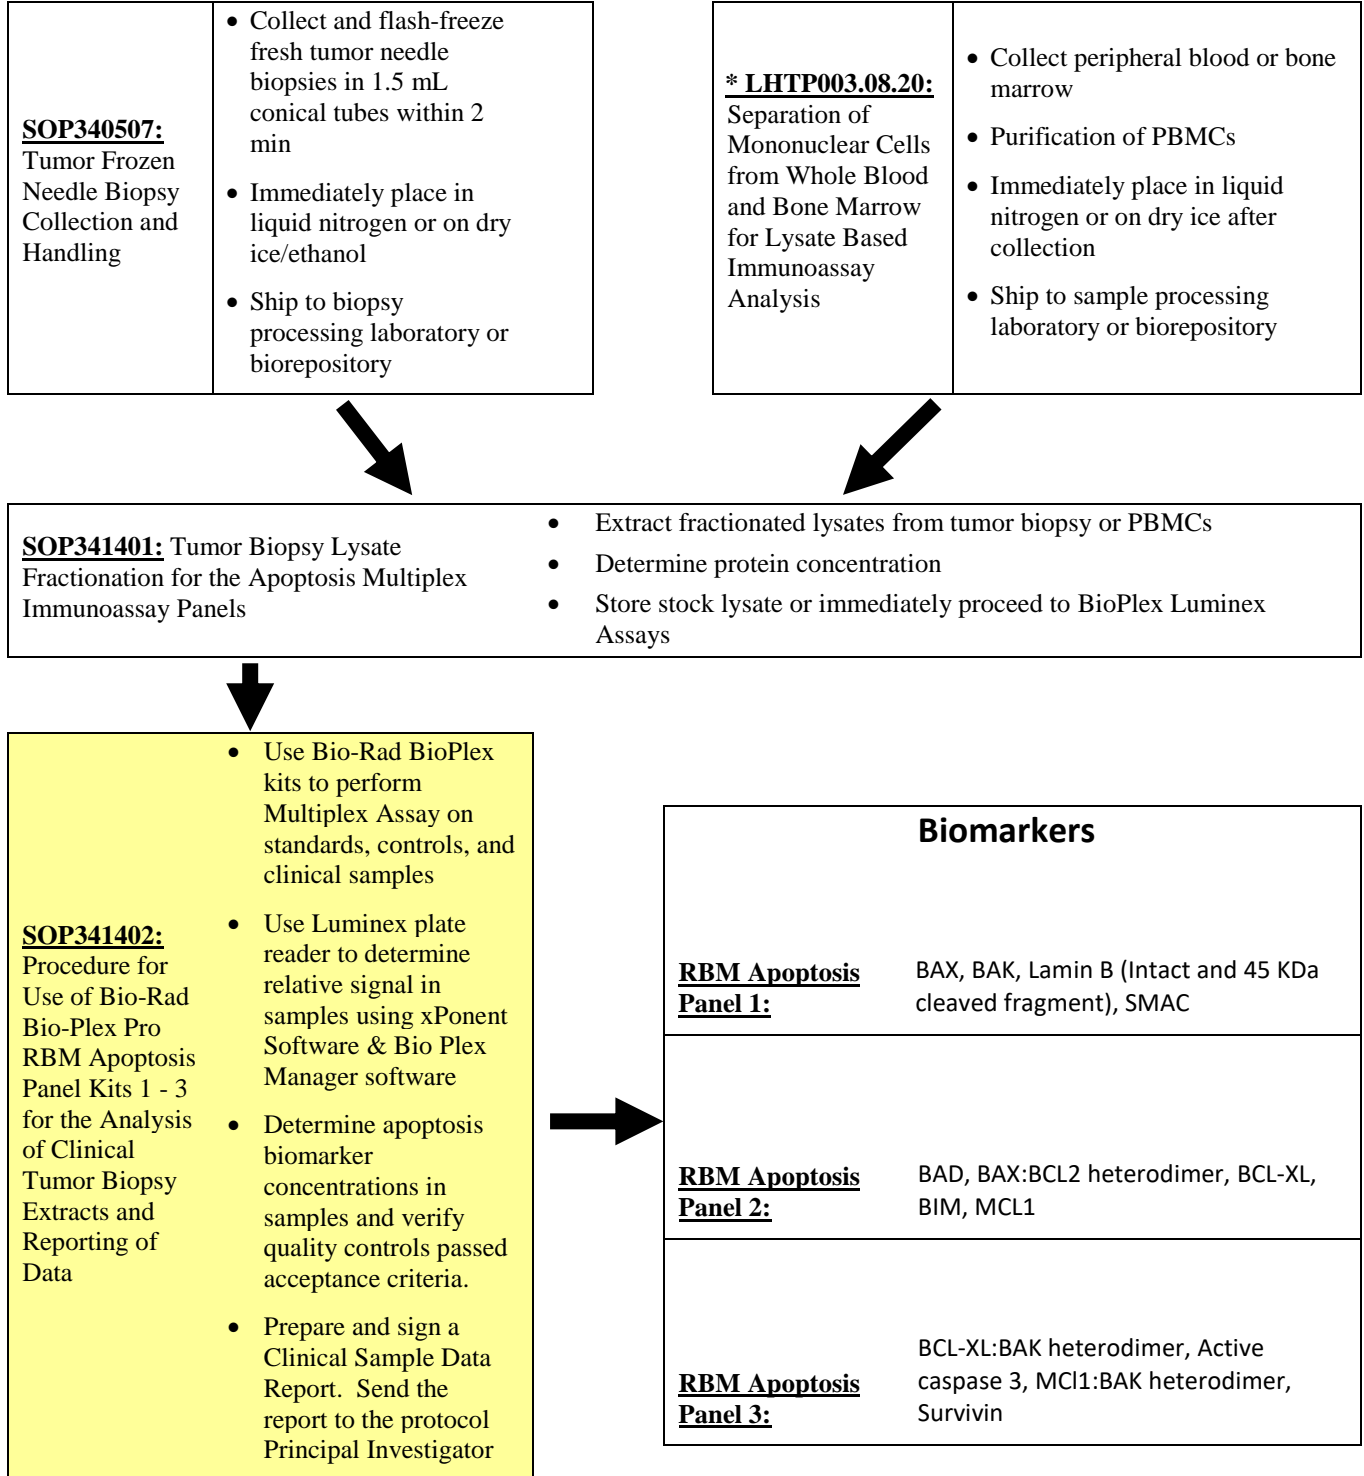 SOP340507:
Tumor Frozen
Needle Biopsy
Collection and
Handling
• Collect and flash-freeze
fresh tumor needle
biopsies in 1.5 mL
conical tubes within 2
min
• Immediately place in
liquid nitrogen or on dry
ice/ethanol
• Ship to biopsy
processing laboratory or
biorepository
* LHTP003.08.20:
Separation of
Mononuclear Cells
from Whole Blood
and Bone Marrow
for Lysate Based
Immunoassay
Analysis
• Collect peripheral blood or bone
marrow
• Purification of PBMCs
• Immediately place in liquid
nitrogen or on dry ice after
collection
• Ship to sample processing
laboratory or biorepository
SOP341401: Tumor Biopsy Lysate
Fractionation for the Apoptosis Multiplex
Immunoassay Panels
• Extract fractionated lysates from tumor biopsy or PBMCs
• Determine protein concentration
• Store stock lysate or immediately proceed to BioPlex Luminex
Assays
SOP341402:
Procedure for
Use of Bio-Rad
Bio-Plex Pro
RBM Apoptosis
Panel Kits 1 - 3
for the Analysis
of Clinical
Tumor Biopsy
Extracts and
Reporting of
Data
• Use Bio-Rad BioPlex
kits to perform
Multiplex Assay on
standards, controls, and
clinical samples
• Use Luminex plate
reader to determine
relative signal in
samples using xPonent
Software & Bio Plex
Manager software
• Determine apoptosis
biomarker
concentrations in
samples and verify
quality controls passed
acceptance criteria.
• Prepare and sign a
Clinical Sample Data
Report. Send the
report to the protocol
Principal Investigator
Biomarkers
RBM Apoptosis
Panel 1:
BAX, BAK, Lamin B (Intact and 45 KDa
cleaved fragment), SMAC
RBM Apoptosis
Panel 2:
BAD, BAX:BCL2 heterodimer, BCL-XL,
BIM, MCL1
RBM Apoptosis
Panel 3:
BCL-XL:BAK heterodimer, Active
caspase 3, MCl1:BAK heterodimer,
Survivin